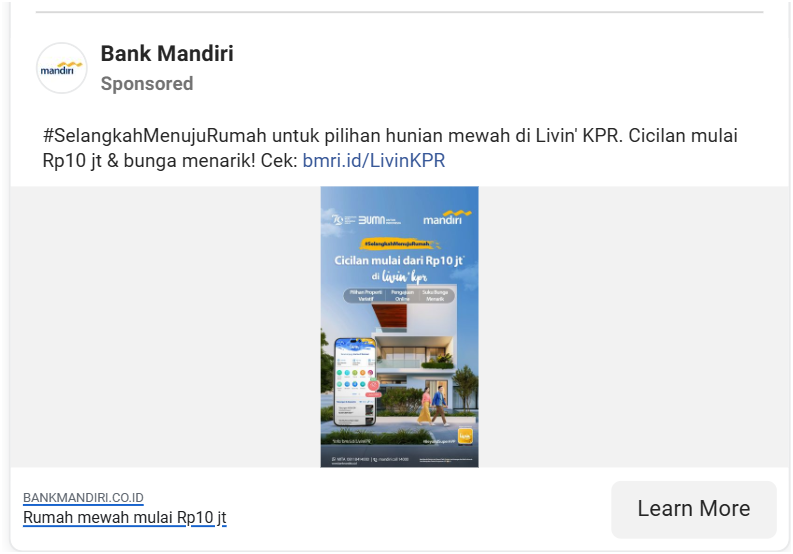 mandiri
Bank Mandiri
Sponsored
#SelangkahMenujuRumah untuk pilihan hunian mewah di Livin' KPR. Cicilan mulai
Rp10 jt & bunga menarik! Cek: bmri.id/LivinKPR
BUMN mandiri
#SelangkahMenujuRumah
Cicilan mulai dari Rp10 jt*
di livin' kpr
Pilihan Properti Pengajuan Suku Bunga
Variatif Online Menarik
BANKMANDIRI.CO.ID
Rumah mewah mulai Rp10 jt
Learn More